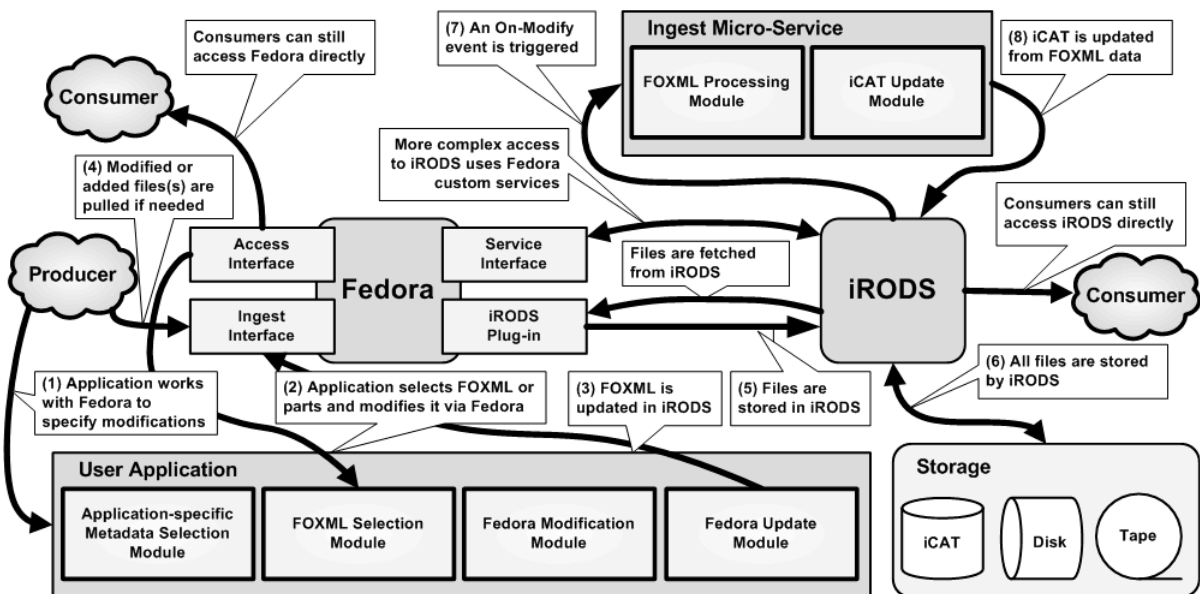 Consumers can still
access Fedora directly
(7) An On-Modify
event is triggered
Ingest Micro-Service
FOXML Processing
Module
iCAT Update
Module
(8) iCAT is updated
from FOXML data
Consumer
(4) Modified or
added files(s) are
pulled if needed
More complex access
to iRODS uses Fedora
custom services
Consumers can still
access iRODS directly
Producer
Access
Interface
Fedora
Service
Interface
Files are fetched
from iRODS
iRODS
Consumer
Ingest
Interface
iRODS
Plug-in
(1) Application works
with Fedora to
specify modifications
(2) Application selects FOXML or
parts and modifies it via Fedora
(3) FOXML is
updated in iRODS
(5) Files are
stored in iRODS
(6) All files are stored
by iRODS
User Application
Application-specific
Metadata Selection
Module
FOXML Selection
Module
Fedora Modification
Module
Fedora Update
Module
Storage
iCAT
Disk
Tape